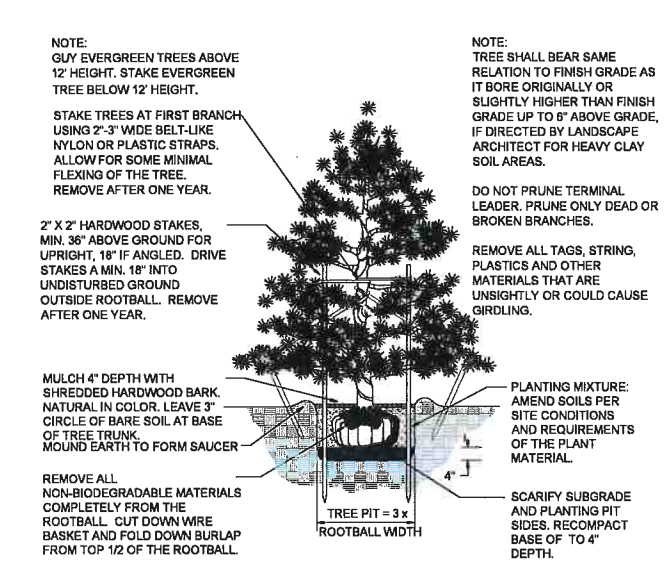 NOTE:
GUY EVERGREEN TREES ABOVE
12' HEIGHT. STAKE EVERGREEN
TREE BELOW 12' HEIGHT.
STAKE TREES AT FIRST BRANCH
USING 2"-3" WIDE BELT-LIKE
NYLON OR PLASTIC STRAPS.
ALLOW FOR SOME MINIMAL
FLEXING OF THE TREE.
REMOVE AFTER ONE YEAR.
2" X 2" HARDWOOD STAKES,
MIN. 36" ABOVE GROUND FOR
UPRIGHT, 18" IF ANGLED. DRIVE
STAKES A MIN. 18" INTO
UNDISTURBED GROUND
OUTSIDE ROOTBALL. REMOVE
AFTER ONE YEAR.
MULCH 4" DEPTH WITH
SHREDDED HARDWOOD BARK.
NATURAL IN COLOR. LEAVE 3"
CIRCLE OF BARE SOIL AT BASE
OF TREE TRUNK.
MOUND EARTH TO FORM SAUCER
REMOVE ALL
NON-BIODEGRADABLE MATERIALS
COMPLETELY FROM THE
ROOTBALL. CUT DOWN WIRE
BASKET AND FOLD DOWN BURLAP
FROM TOP 1/2 OF THE ROOTBALL.
TREE PIT = 3 x
ROOTBALL WIDTH
4"
NOTE:
TREE SHALL BEAR SAME
RELATION TO FINISH GRADE AS
IT BORE ORIGINALLY OR
SLIGHTLY HIGHER THAN FINISH
GRADE UP TO 6" ABOVE GRADE,
IF DIRECTED BY LANDSCAPE
ARCHITECT FOR HEAVY CLAY
SOIL AREAS.
DO NOT PRUNE TERMINAL
LEADER. PRUNE ONLY DEAD OR
BROKEN BRANCHES.
REMOVE ALL TAGS, STRING,
PLASTICS AND OTHER
MATERIALS THAT ARE
UNSIGHTLY OR COULD CAUSE
GIRDLING.
PLANTING MIXTURE:
AMEND SOILS PER
SITE CONDITIONS
AND REQUIREMENTS
OF THE PLANT
MATERIAL.
SCARIFY SUBGRADE
AND PLANTING PIT
SIDES. RECOMPACT
BASE OF TO 4"
DEPTH.